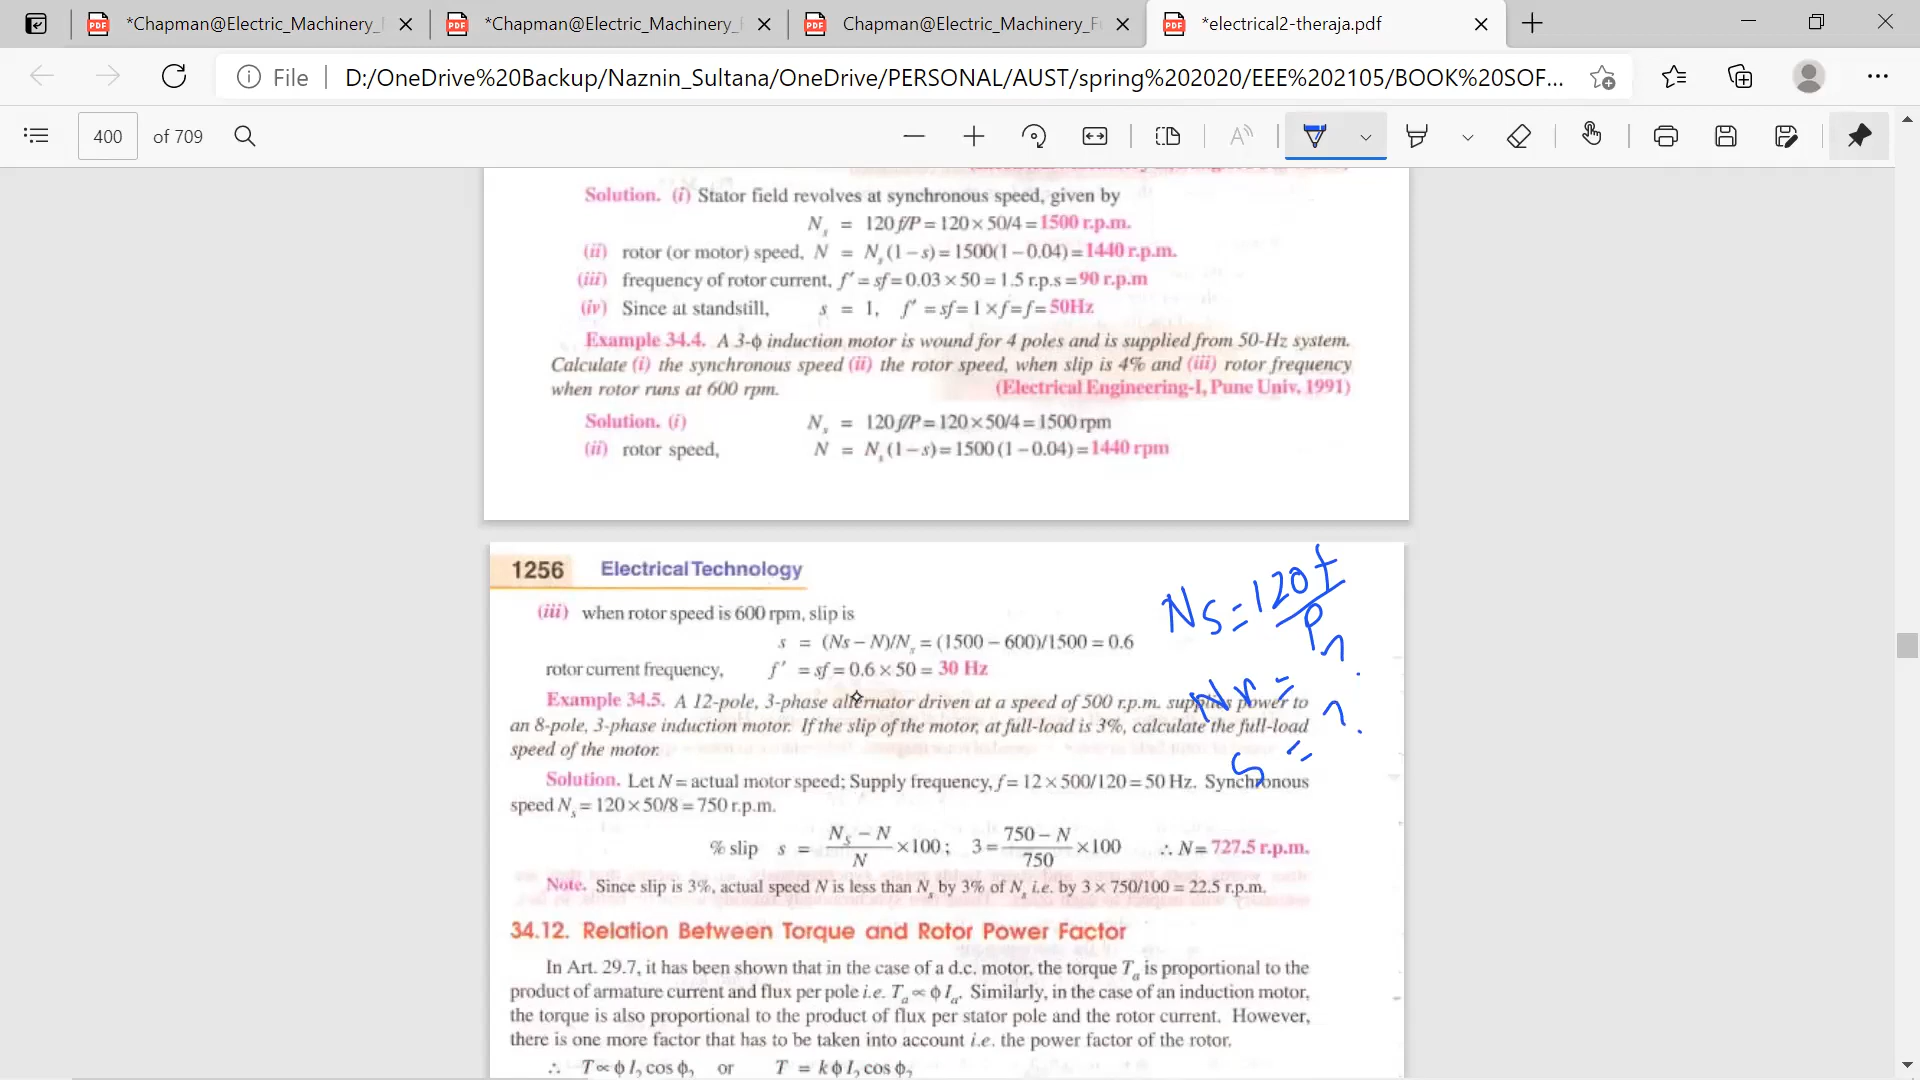 *Chapman@Electric_Machinery_
*Chapman@Electric_Machinery_F
Chapman@Electric_Machinery_Fu
*electrical2-theraja.pdf
File
D:/OneDrive%20Backup/Naznin_Sultana/OneDrive/PERSONAL/AUST/spring%202020/EEE%202105/BOOK%20SOF...
400 of 709
Solution. (i) Stator field revolves at synchronous speed, given by
Ns = 120 f/P = 120 × 50/4 = 1500 r.p.m.
(ii) rotor (or motor) speed, N = Ns (1 – s) = 1500(1 – 0.04) = 1440 r.p.m.
(iii) frequency of rotor current, f' = sf = 0.03 × 50 = 1.5 r.p.s = 90 r.p.m
(iv) Since at standstill, s = 1, f' = sf = 1 × f = f = 50Hz
Example 34.4. A 3-ϕ induction motor is wound for 4 poles and is supplied from 50-Hz system.
Calculate (i) the synchronous speed (ii) the rotor speed, when slip is 4% and (iii) rotor frequency
when rotor runs at 600 rpm. (Electrical Engineering-I, Pune Univ. 1991)
Solution. (i) Ns = 120 f/P = 120 × 50/4 = 1500 rpm
(ii) rotor speed, N = Ns (1 – s) = 1500 (1 – 0.04) = 1440 rpm
1256 Electrical Technology
Ns = 120f/P
(iii) when rotor speed is 600 rpm, slip is
s = (Ns – N)/Ns = (1500 – 600)/1500 = 0.6
rotor current frequency, f' = sf = 0.6 × 50 = 30 Hz
Nr = ?
Example 34.5. A 12-pole, 3-phase alternator driven at a speed of 500 r.p.m. supplies power to
an 8-pole, 3-phase induction motor. If the slip of the motor, at full-load is 3%, calculate the full-load
speed of the motor.
s = ?
Solution. Let N = actual motor speed; Supply frequency, f = 12 × 500/120 = 50 Hz. Synchronous
speed Ns = 120 × 50/8 = 750 r.p.m.
% slip s = NS – N / N × 100 ; 3 = 750 – N / 750 × 100 ∴ N = 727.5 r.p.m.
Note. Since slip is 3%, actual speed N is less than Ns by 3% of Ns i.e. by 3 × 750/100 = 22.5 r.p.m.
34.12. Relation Between Torque and Rotor Power Factor
In Art. 29.7, it has been shown that in the case of a d.c. motor, the torque Ta is proportional to the
product of armature current and flux per pole i.e. Ta ∝ ϕ Ia. Similarly, in the case of an induction motor,
the torque is also proportional to the product of flux per stator pole and the rotor current. However,
there is one more factor that has to be taken into account i.e. the power factor of the rotor.
∴ T ∝ ϕ I2 cos ϕ2 or T = k ϕ I2 cos ϕ2